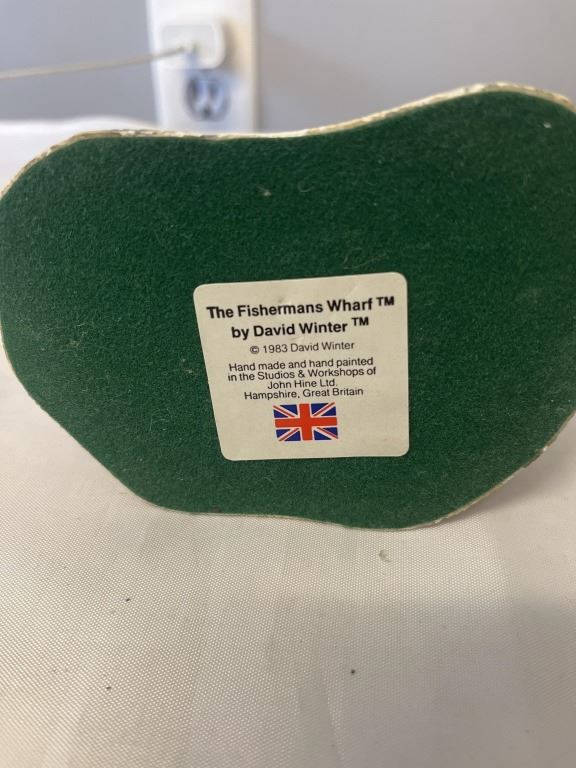 The Fishermans Wharf ™
by David Winter ™
© 1983 David Winter
Hand made and hand painted
in the Studios & Workshops of
John Hine Ltd.
Hampshire, Great Britain